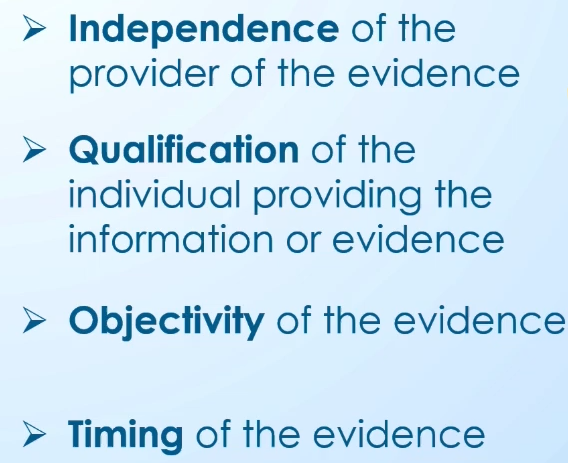 ➢ Independence of the
provider of the evidence
➢ Qualification of the
individual providing the
information or evidence
➢ Objectivity of the evidence
➢ Timing of the evidence